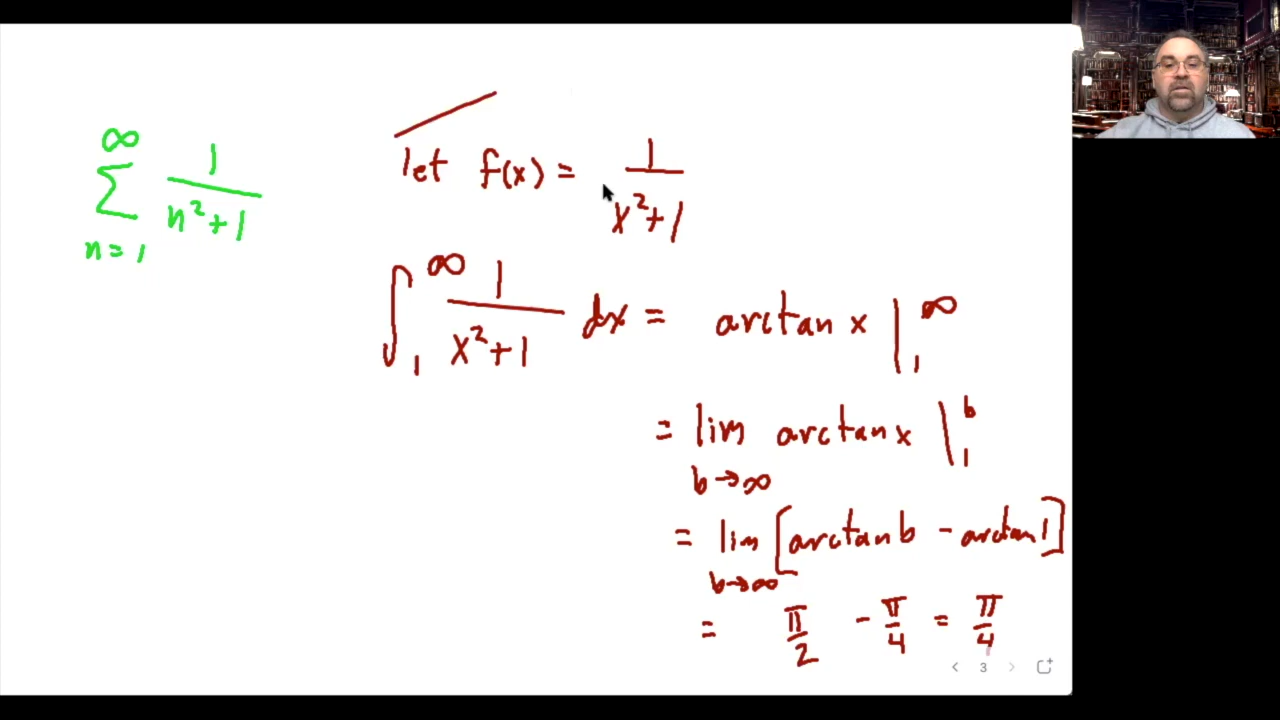 ∞
∑ 1/(n²+1)
n=1
let f(x) = 1/(x²+1)
∫₁^∞ 1/(x²+1) dx = arctan x |₁^∞
= lim b→∞ arctan x |₁^b
= lim b→∞ [arctan b - arctan 1]
= π/2 - π/4 = π/4
3